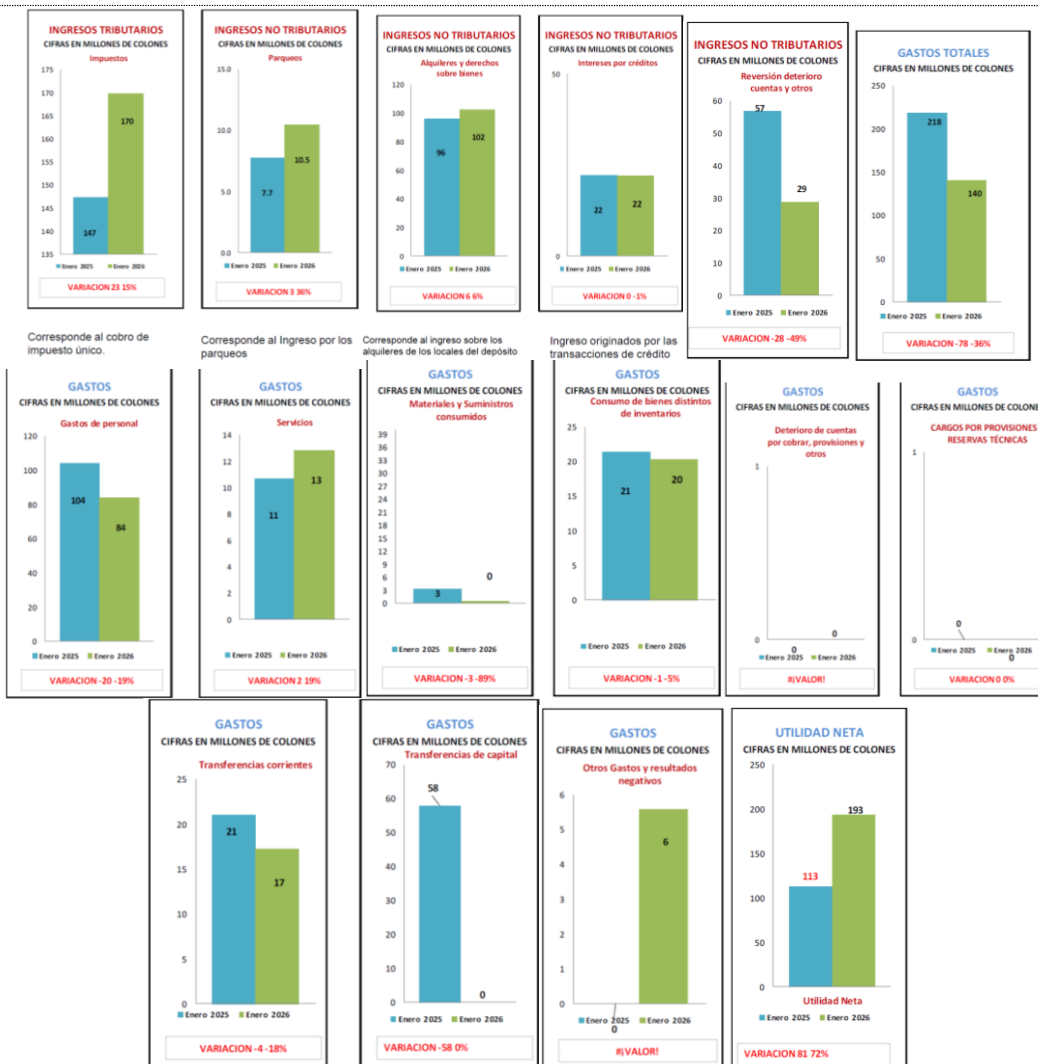 INGRESOS TRIBUTARIOS
CIFRAS EN MILLONES DE COLONES
Impuestos
175
170
165
160
155
150
145
140
135
147
170
Enero 2025
Enero 2026
VARIACION 23 15%
Corresponde al cobro de
impuesto único.
INGRESOS NO TRIBUTARIOS
CIFRAS EN MILLONES DE COLONES
Parqueos
15.0
10.0
5.0
0.0
7.7
10.5
Enero 2025
Enero 2026
VARIACION 3 36%
Corresponde al Ingreso por los
parqueos
INGRESOS NO TRIBUTARIOS
CIFRAS EN MILLONES DE COLONES
Alquileres y derechos
sobre bienes
120
100
80
60
40
20
0
96
102
Enero 2025
Enero 2026
VARIACION 6 6%
Corresponde al ingreso sobre los
alquileres de los locales del depósito
INGRESOS NO TRIBUTARIOS
CIFRAS EN MILLONES DE COLONES
Intereses por créditos
50
0
22
22
Enero 2025
Enero 2026
VARIACION 0 -1%
Ingreso originados por las
transacciones de crédito
INGRESOS NO TRIBUTARIOS
CIFRAS EN MILLONES DE COLONES
Reversión deterioro
cuentas y otros
60
50
40
30
20
10
0
57
29
Enero 2025
Enero 2026
VARIACION -28 -49%
GASTOS TOTALES
CIFRAS EN MILLONES DE COLONES
250
200
150
100
50
0
218
140
Enero 2025
Enero 2026
VARIACION -78 -36%
GASTOS
CIFRAS EN MILLONES DE COLONES
Gastos de personal
120
100
80
60
40
20
0
104
84
Enero 2025
Enero 2026
VARIACION -20 -19%
GASTOS
CIFRAS EN MILLONES DE COLONES
Servicios
14
12
10
8
6
4
2
0
11
13
Enero 2025
Enero 2026
VARIACION 2 19%
GASTOS
CIFRAS EN MILLONES DE COLONES
Materiales y Suministros
consumidos
39
36
33
30
27
24
21
18
15
12
9
6
3
0
3
0
Enero 2025
Enero 2026
VARIACION -3 -89%
GASTOS
CIFRAS EN MILLONES DE COLONES
Consumo de bienes distintos
de inventarios
25
20
15
10
5
0
21
20
Enero 2025
Enero 2026
VARIACION -1 -5%
GASTOS
CIFRAS EN MILLONES DE COLONES
Deterioro de cuentas
por cobrar, provisiones y
otros
1
0
0
0
Enero 2025
Enero 2026
#¡VALOR!
GASTOS
CIFRAS EN MILLONES DE COLONE
CARGOS POR PROVISIONES
RESERVAS TÉCNICAS
1
0
0
0
Enero 2025
Enero 2026
VARIACION 0 0%
GASTOS
CIFRAS EN MILLONES DE COLONES
Transferencias corrientes
25
20
15
10
5
0
21
17
Enero 2025
Enero 2026
VARIACION -4 -18%
GASTOS
CIFRAS EN MILLONES DE COLONES
Transferencias de capital
70
60
50
40
30
20
10
0
58
0
Enero 2025
Enero 2026
VARIACION -58 0%
GASTOS
CIFRAS EN MILLONES DE COLONES
Otros Gastos y resultados
negativos
6
5
4
3
2
1
0
0
6
Enero 2025
Enero 2026
#¡VALOR!
UTILIDAD NETA
CIFRAS EN MILLONES DE COLONES
250
200
150
100
50
0
113
193
Utilidad Neta
Enero 2025
Enero 2026
VARIACION 81 72%